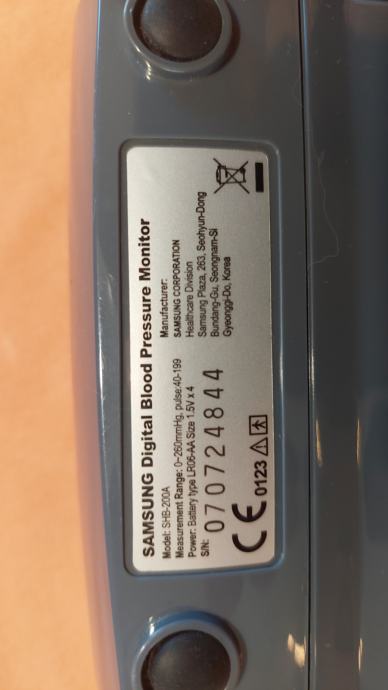 SAMSUNG Digital Blood Pressure Monitor
Model: SHB-200A
Measurement Range: 0~260mmHg, pulse:40-199
Power: Battery type LR06-AA Size 1.5V x 4
S/N:
070724844
CE 0123
Manufacturer:
SAMSUNG CORPORATION
Healthcare Division
Samsung Plaza, 263, Seohyun-Dong
Bundang-Gu, Seongnam-Si
Gyeonggi-Do, Korea